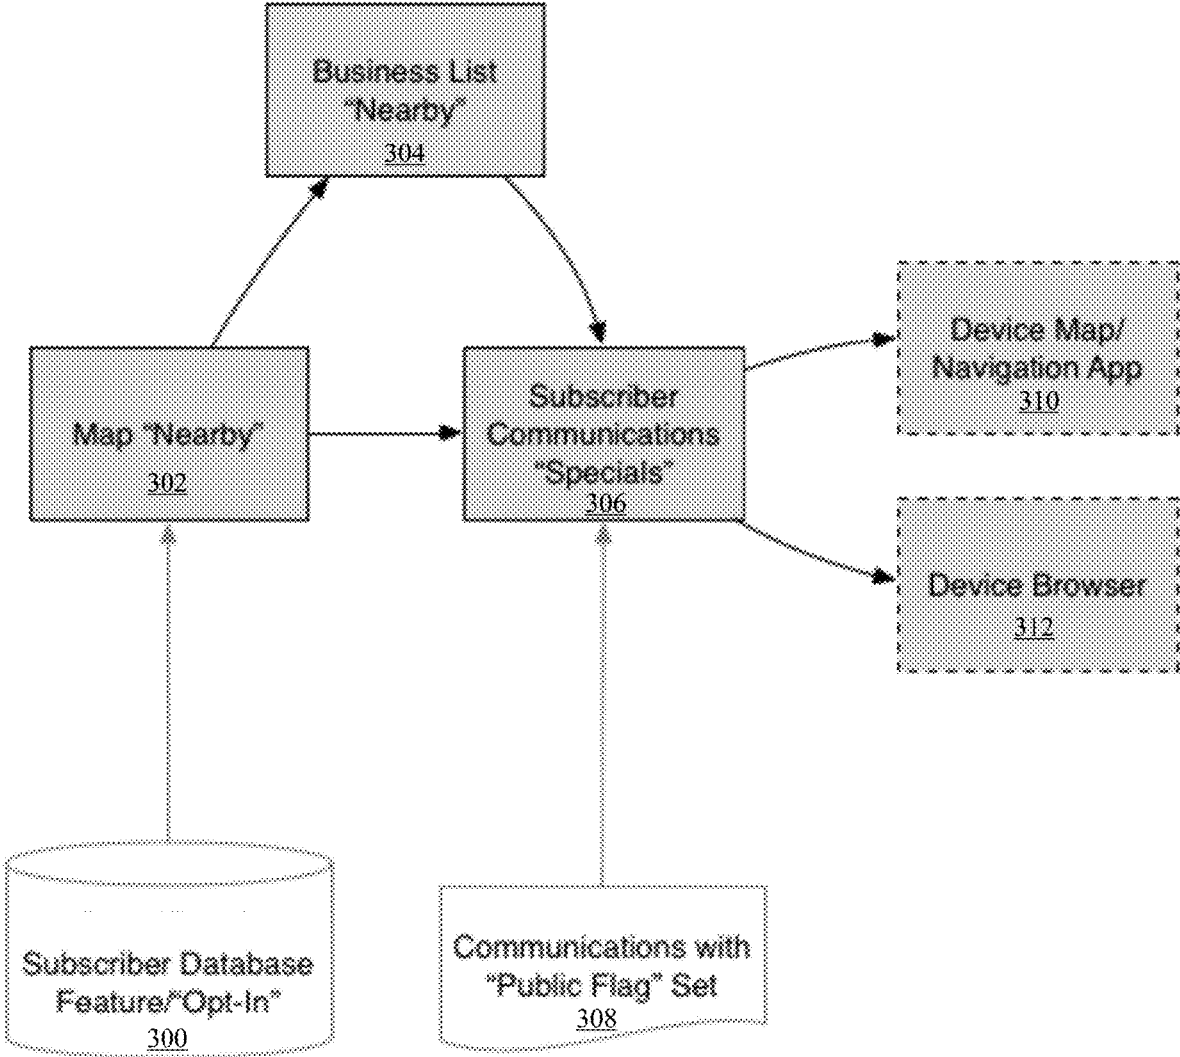 Business List
"Nearby"
304
Map "Nearby"
302
Subscriber
Communications
"Specials"
306
Device Map/
Navigation App
310
Device Browser
312
Subscriber Database
Feature/"Opt-In"
300
Communications with
"Public Flag" Set
308